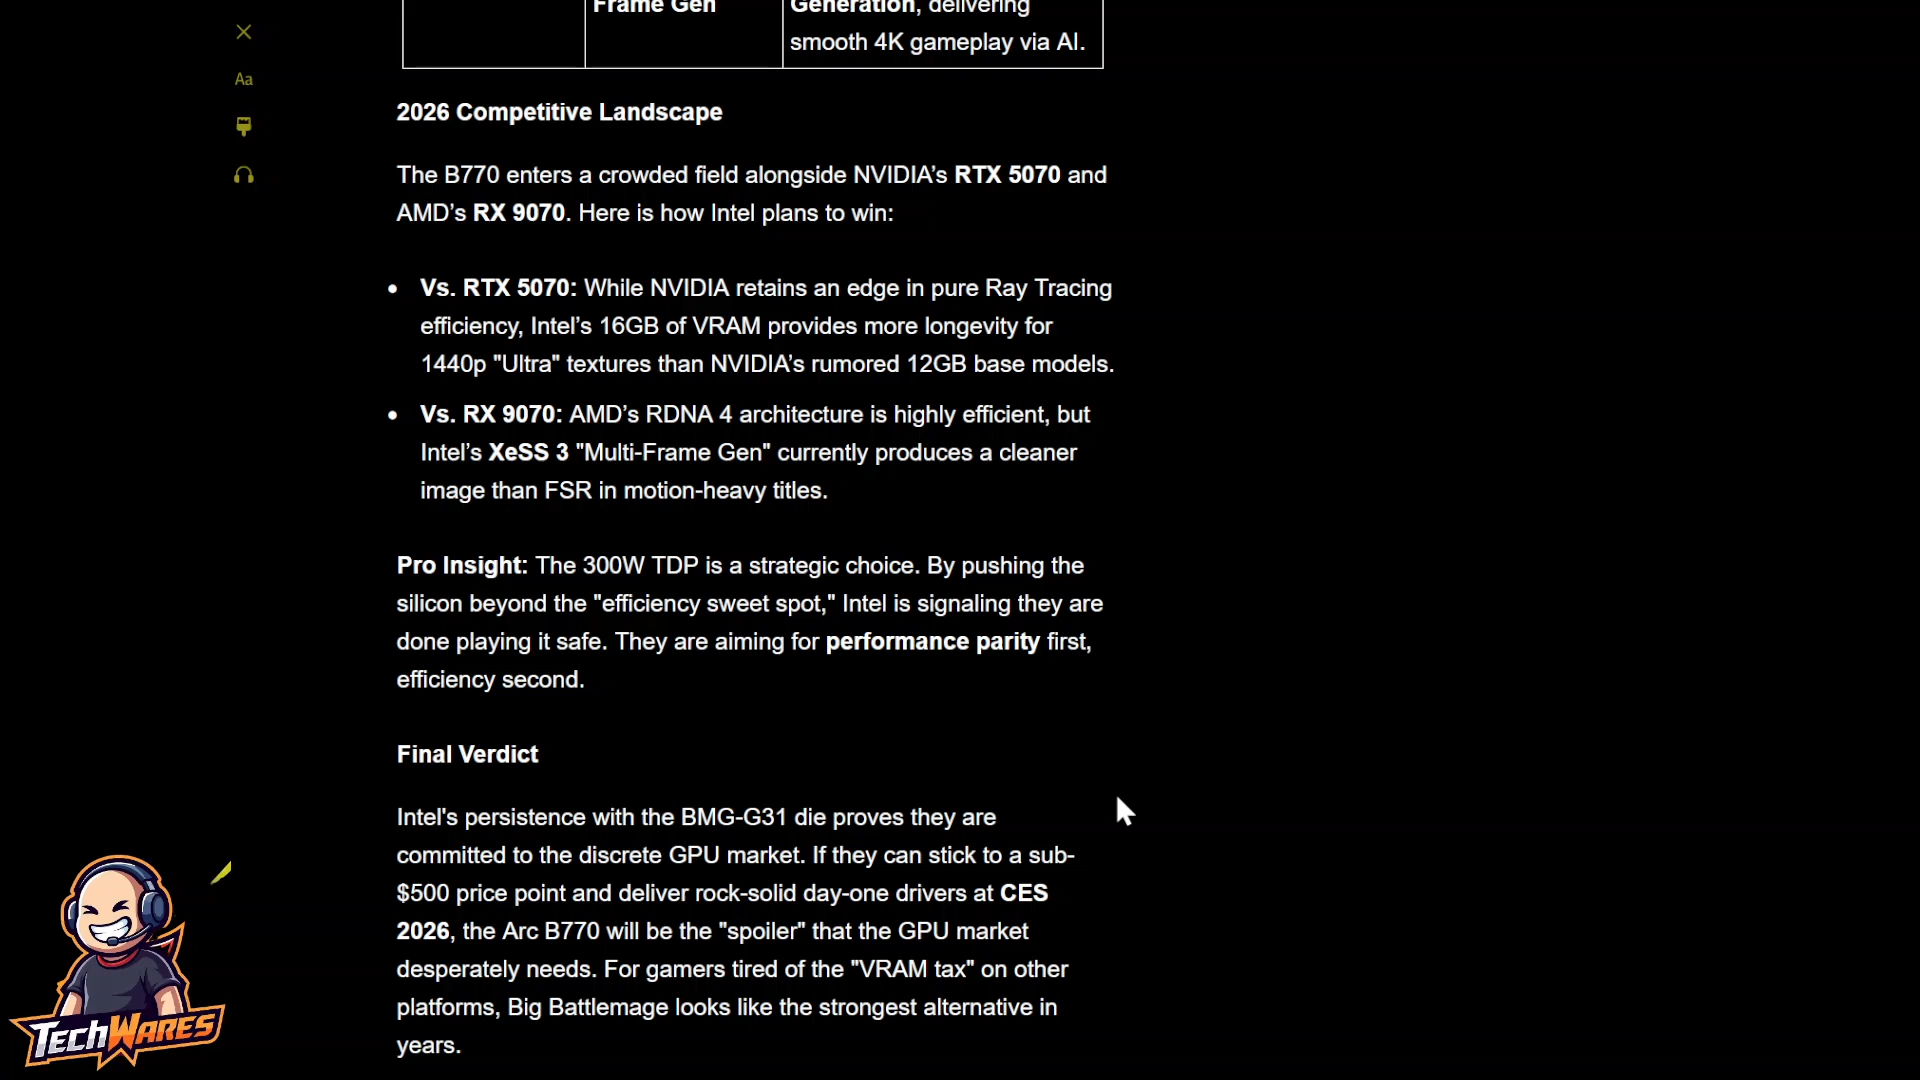 Frame Gen
Generation, delivering
smooth 4K gameplay via AI.
Aa
2026 Competitive Landscape
The B770 enters a crowded field alongside NVIDIA’s RTX 5070 and
AMD’s RX 9070. Here is how Intel plans to win:
• Vs. RTX 5070: While NVIDIA retains an edge in pure Ray Tracing
efficiency, Intel’s 16GB of VRAM provides more longevity for
1440p "Ultra" textures than NVIDIA’s rumored 12GB base models.
• Vs. RX 9070: AMD’s RDNA 4 architecture is highly efficient, but
Intel’s XeSS 3 "Multi-Frame Gen" currently produces a cleaner
image than FSR in motion-heavy titles.
Pro Insight: The 300W TDP is a strategic choice. By pushing the
silicon beyond the "efficiency sweet spot," Intel is signaling they are
done playing it safe. They are aiming for performance parity first,
efficiency second.
Final Verdict
Intel's persistence with the BMG-G31 die proves they are
committed to the discrete GPU market. If they can stick to a sub-
$500 price point and deliver rock-solid day-one drivers at CES
2026, the Arc B770 will be the "spoiler" that the GPU market
desperately needs. For gamers tired of the "VRAM tax" on other
platforms, Big Battlemage looks like the strongest alternative in
years.
TECHWARES